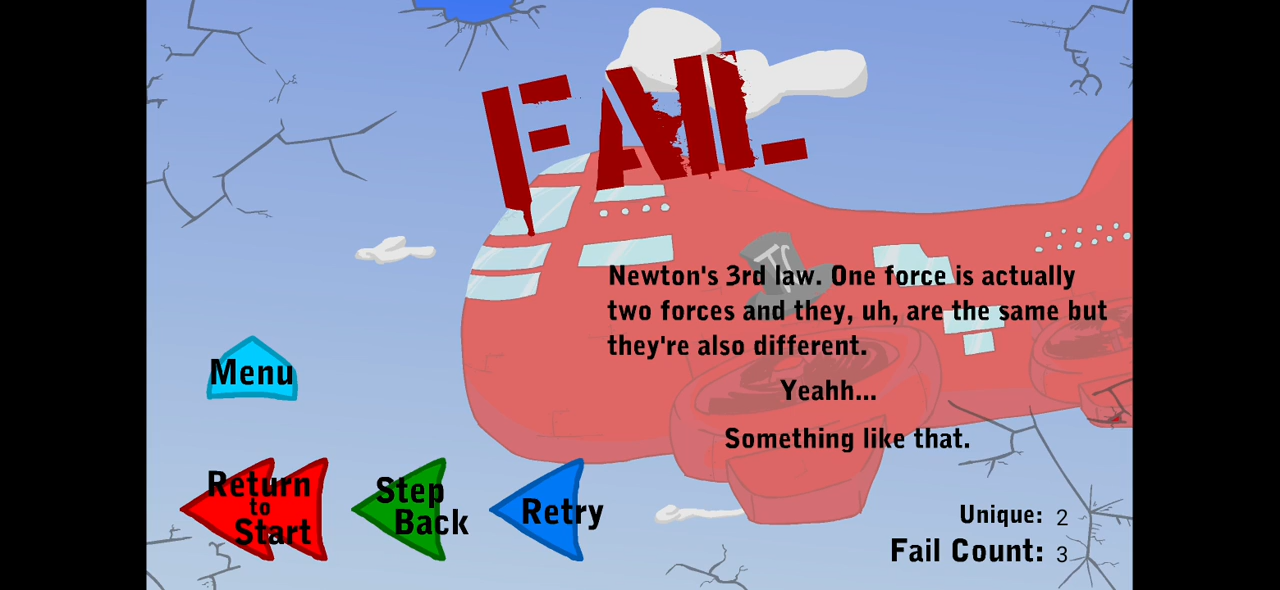 FAIL
Newton's 3rd law. One force is actually
two forces and they, uh, are the same but
they're also different.
Yeahh...
Something like that.
Menu
Return
to
Start
Step
Back
Retry
Unique: 2
Fail Count: 3